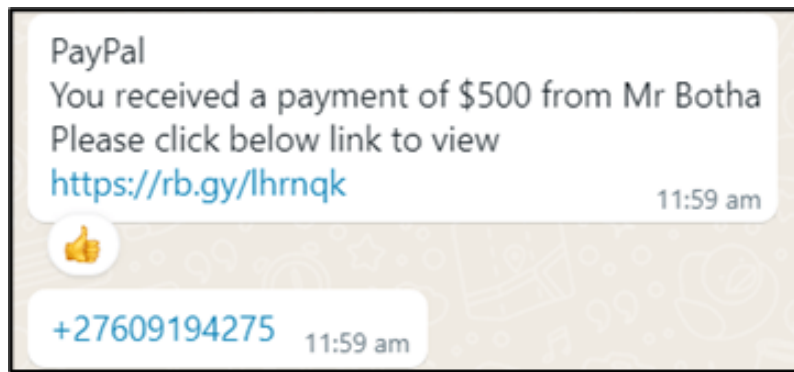 PayPal
You received a payment of $500 from Mr Botha
Please click below link to view
https://rb.gy/lhrnqk
11:59 am
+27609194275
11:59 am